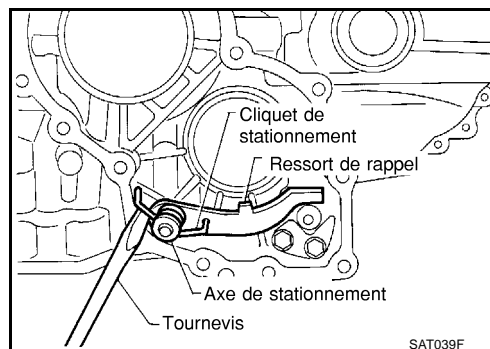 Cliquet de
stationnement
Ressort de rappel
Axe de stationnement
Tournevis
SAT039F